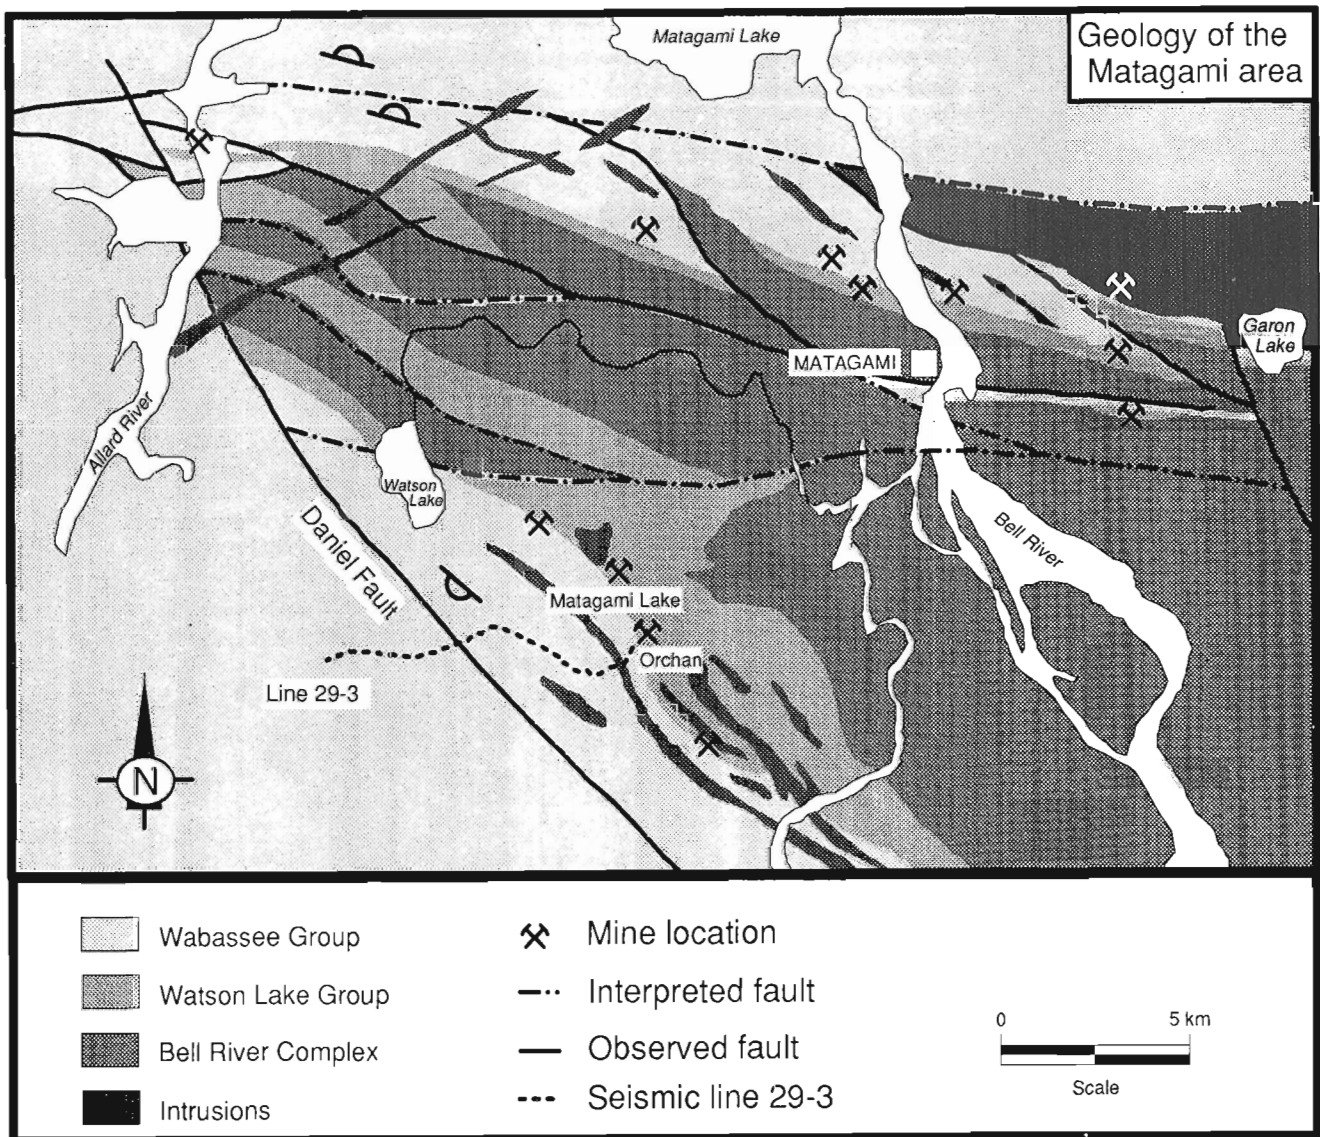 Geology of the
Matagami area
Matagami Lake
Garon
Lake
MATAGAMI
Allard River
Watson
Lake
Bell River
Daniel Fault
Matagami Lake
Orchan
Line 29-3
N
Wabassee Group
Watson Lake Group
Bell River Complex
Intrusions
Mine location
Interpreted fault
Observed fault
Seismic line 29-3
0 5 km
Scale